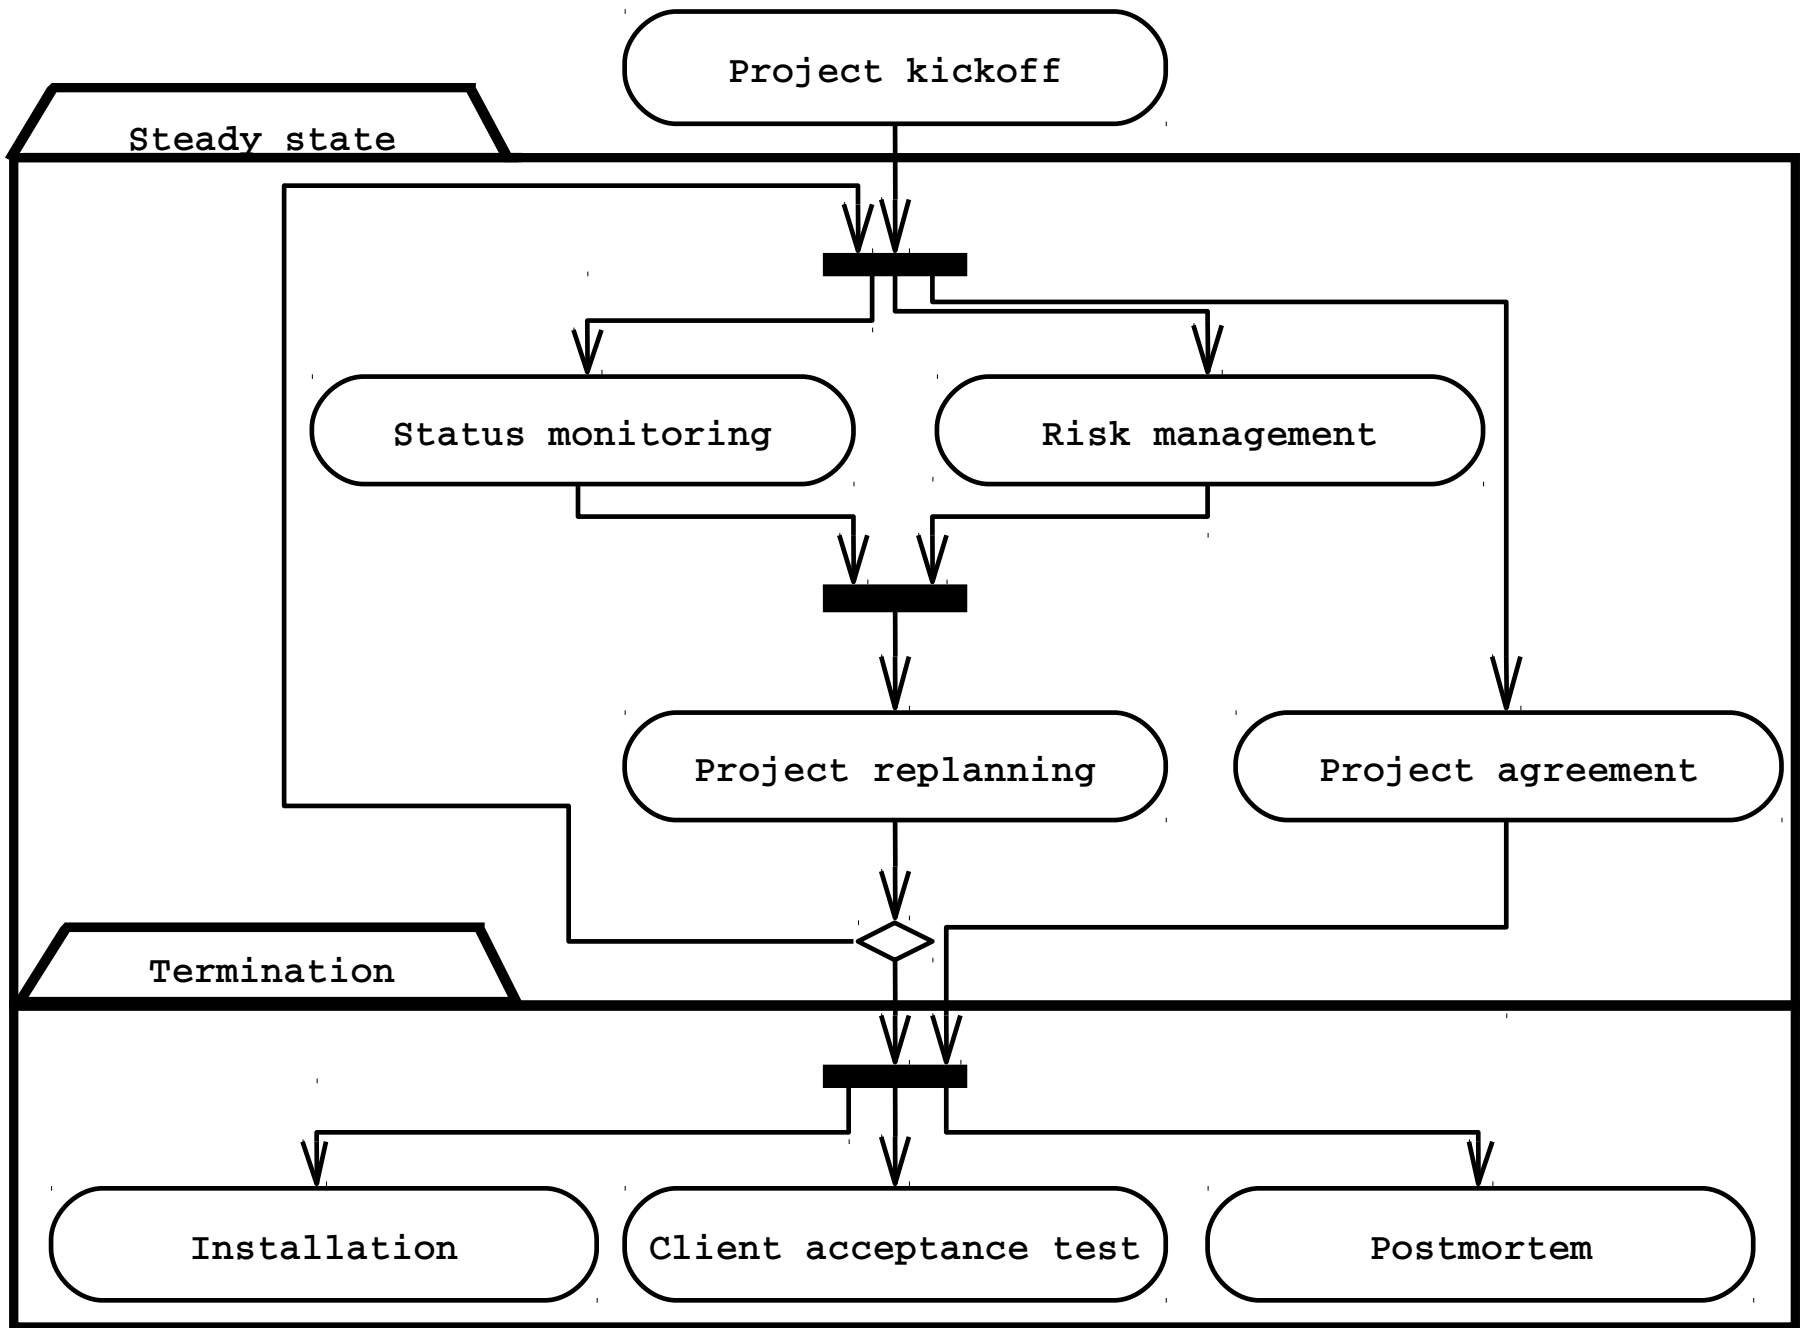 Project kickoff
Steady state
Status monitoring
Risk management
Project replanning
Project agreement
Termination
Installation
Client acceptance test
Postmortem